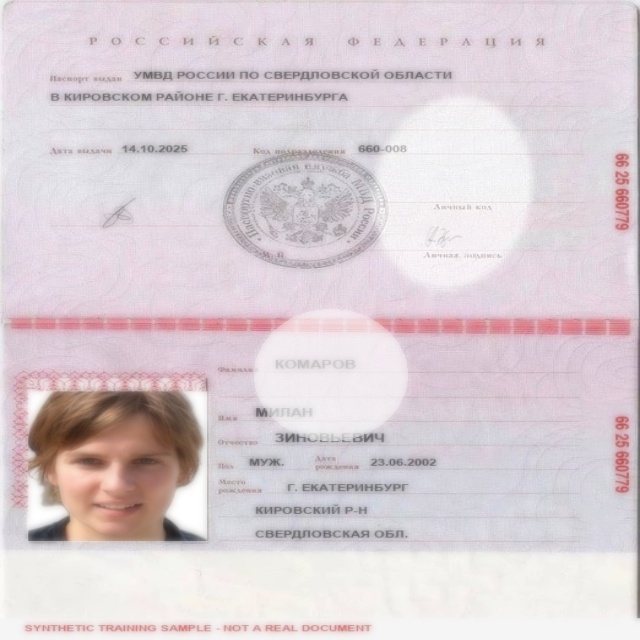 РОССИЙСКАЯ ФЕДЕРАЦИЯ
Паспорт выдан УМВД РОССИИ ПО СВЕРДЛОВСКОЙ ОБЛАСТИ
В КИРОВСКОМ РАЙОНЕ Г. ЕКАТЕРИНБУРГА
Дата выдачи 14.10.2025 Код подразделения 660-008
66 25 660779
Личный код
Личная подпись
Фамилия КОМАРОВ
Имя МИЛАН
Отчество ЗИНОВЬЕВИЧ
Пол МУЖ. Дата рождения 23.06.2002
Место рождения Г. ЕКАТЕРИНБУРГ
КИРОВСКИЙ Р-Н
СВЕРДЛОВСКАЯ ОБЛ.
66 25 660779
SYNTHETIC TRAINING SAMPLE - NOT A REAL DOCUMENT